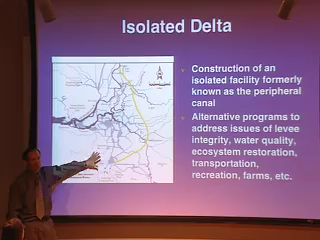 Isolated Delta
Construction of an
isolated facility formerly
known as the peripheral
canal
Alternative programs to
address issues of levee
integrity, water quality,
ecosystem restoration,
transportation,
recreation, farms, etc.